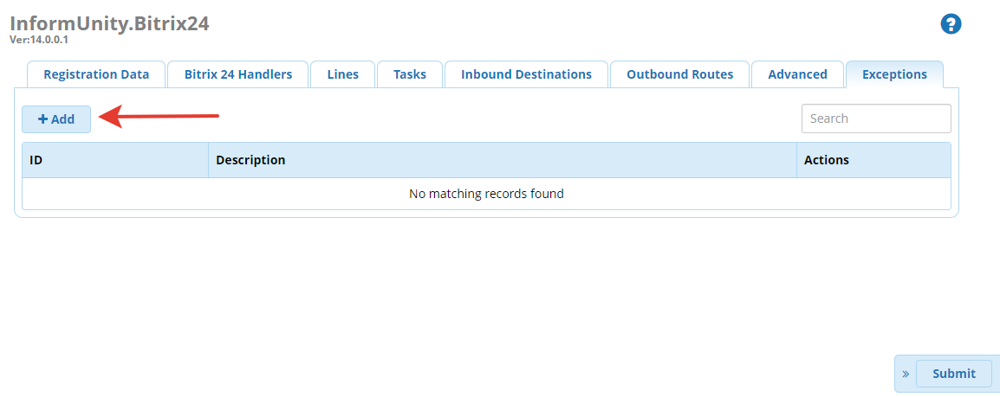 InformUnity.Bitrix24
Ver:14.0.0.1
?
Registration Data Bitrix 24 Handlers Lines Tasks Inbound Destinations Outbound Routes Advanced Exceptions
+ Add Search
ID Description Actions
No matching records found
» Submit